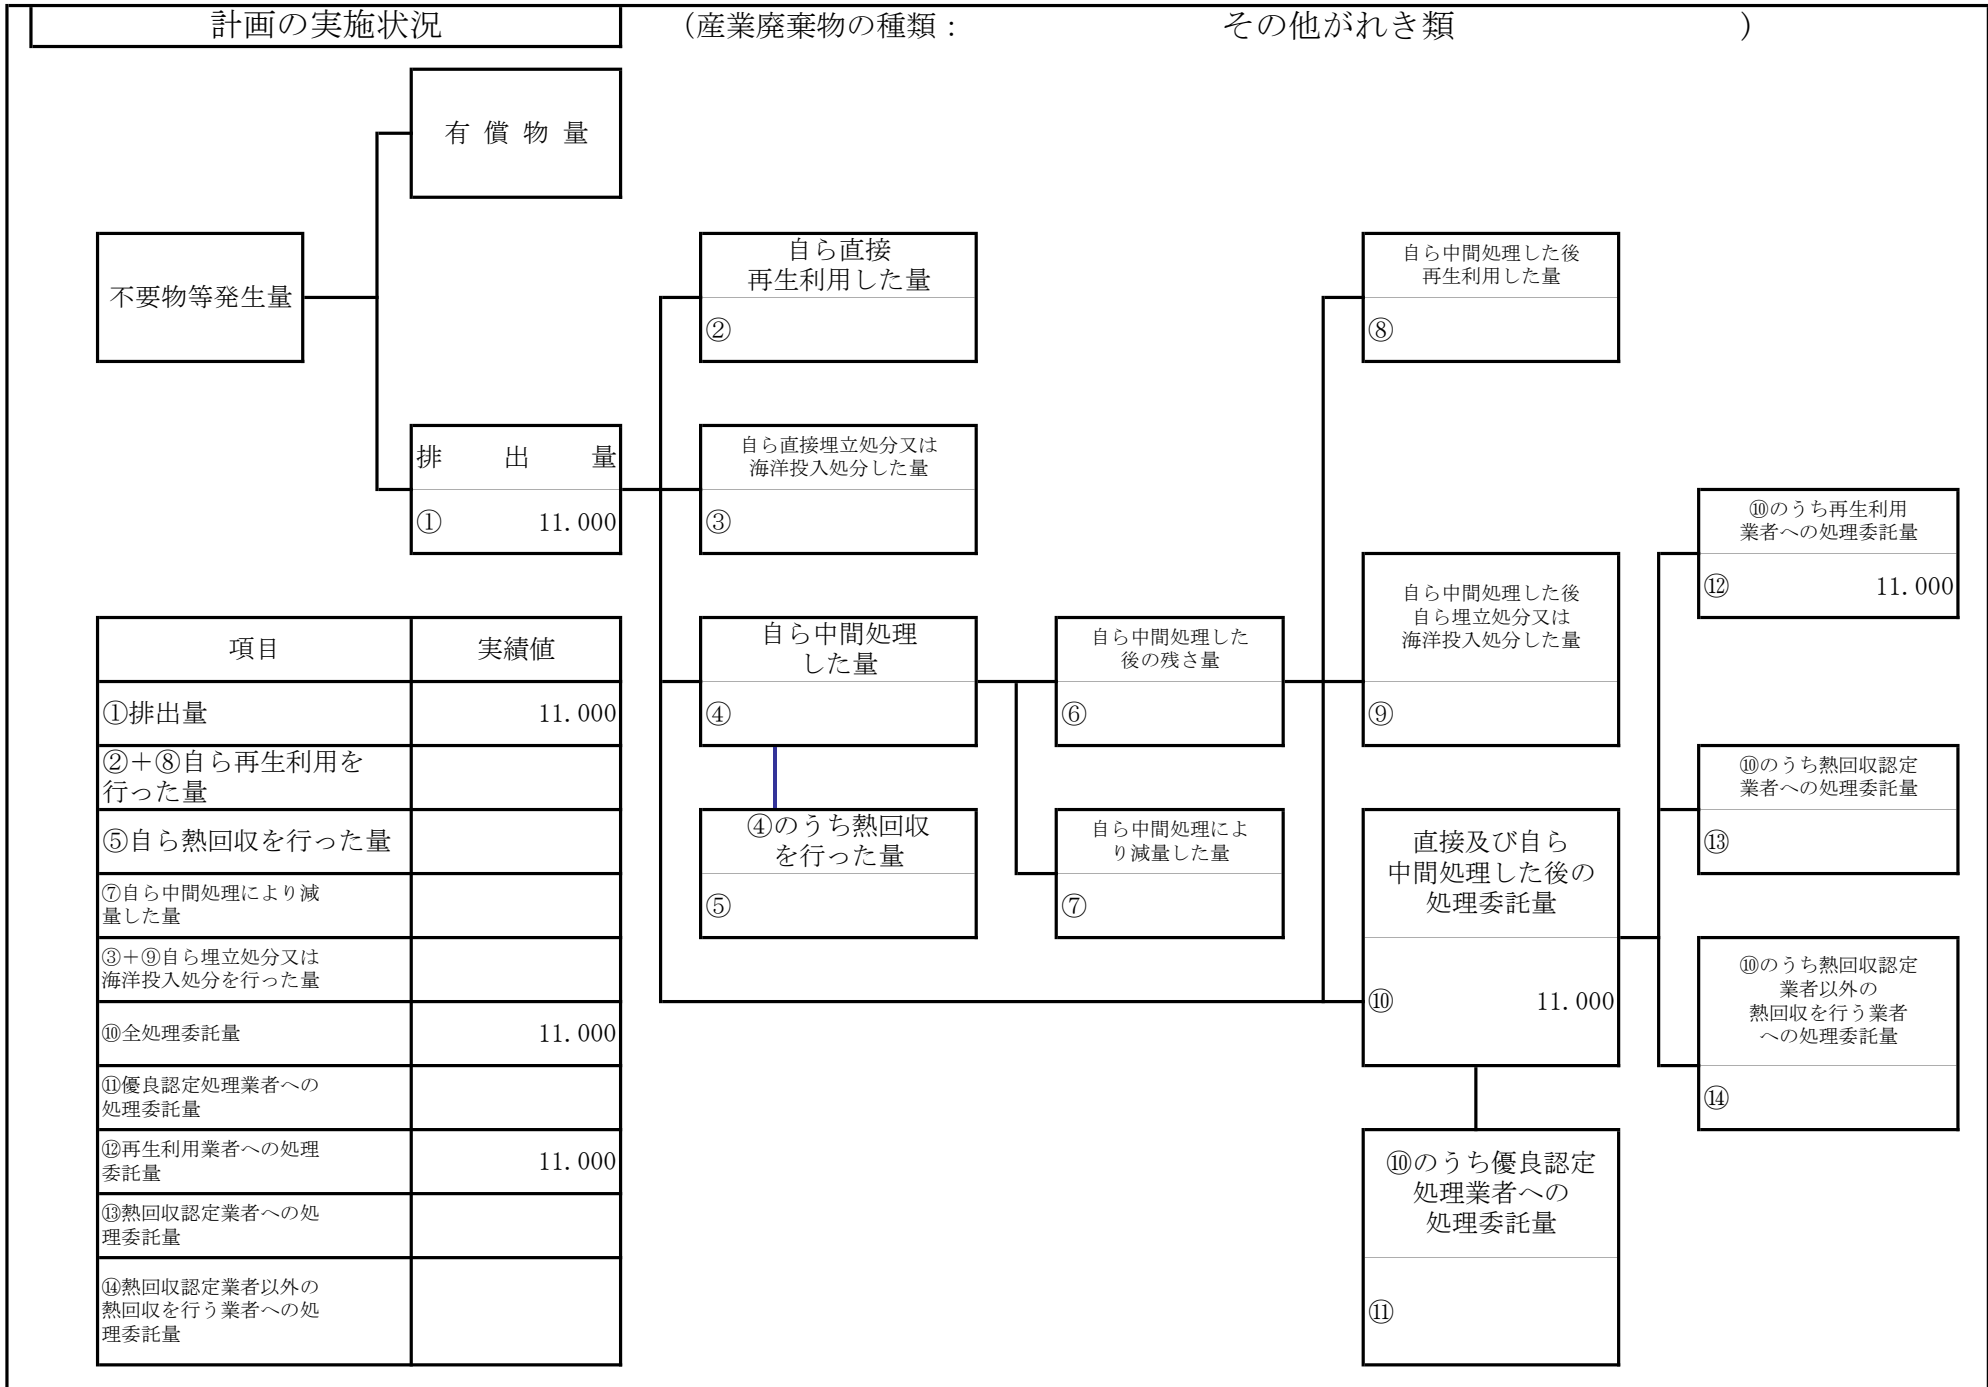 計画の実施状況
（産業廃棄物の種類： その他がれき類 ）
有 償 物 量
不要物等発生量
自ら直接
再生利用した量
②
自ら中間処理した後
再生利用した量
⑧
排 出 量
① 11.000
自ら直接埋立処分又は
海洋投入処分した量
③
⑩のうち再生利用
業者への処理委託量
⑫ 11.000
自ら中間処理した後
自ら埋立処分又は
海洋投入処分した量
⑨
自ら中間処理
した量
④
自ら中間処理した
後の残さ量
⑥
④のうち熱回収
を行った量
⑤
自ら中間処理によ
り減量した量
⑦
直接及び自ら
中間処理した後の
処理委託量
⑩ 11.000
⑩のうち熱回収認定
業者への処理委託量
⑬
⑩のうち熱回収認定
業者以外の
熱回収を行う業者
への処理委託量
⑭
⑩のうち優良認定
処理業者への
処理委託量
⑪
項目 実績値
①排出量 11.000
②＋⑧自ら再生利用を
行った量
⑤自ら熱回収を行った量
⑦自ら中間処理により減
量した量
③＋⑨自ら埋立処分又は
海洋投入処分を行った量
⑩全処理委託量 11.000
⑪優良認定処理業者への
処理委託量
⑫再生利用業者への処理
委託量 11.000
⑬熱回収認定業者への処
理委託量
⑭熱回収認定業者以外の
熱回収を行う業者への処
理委託量